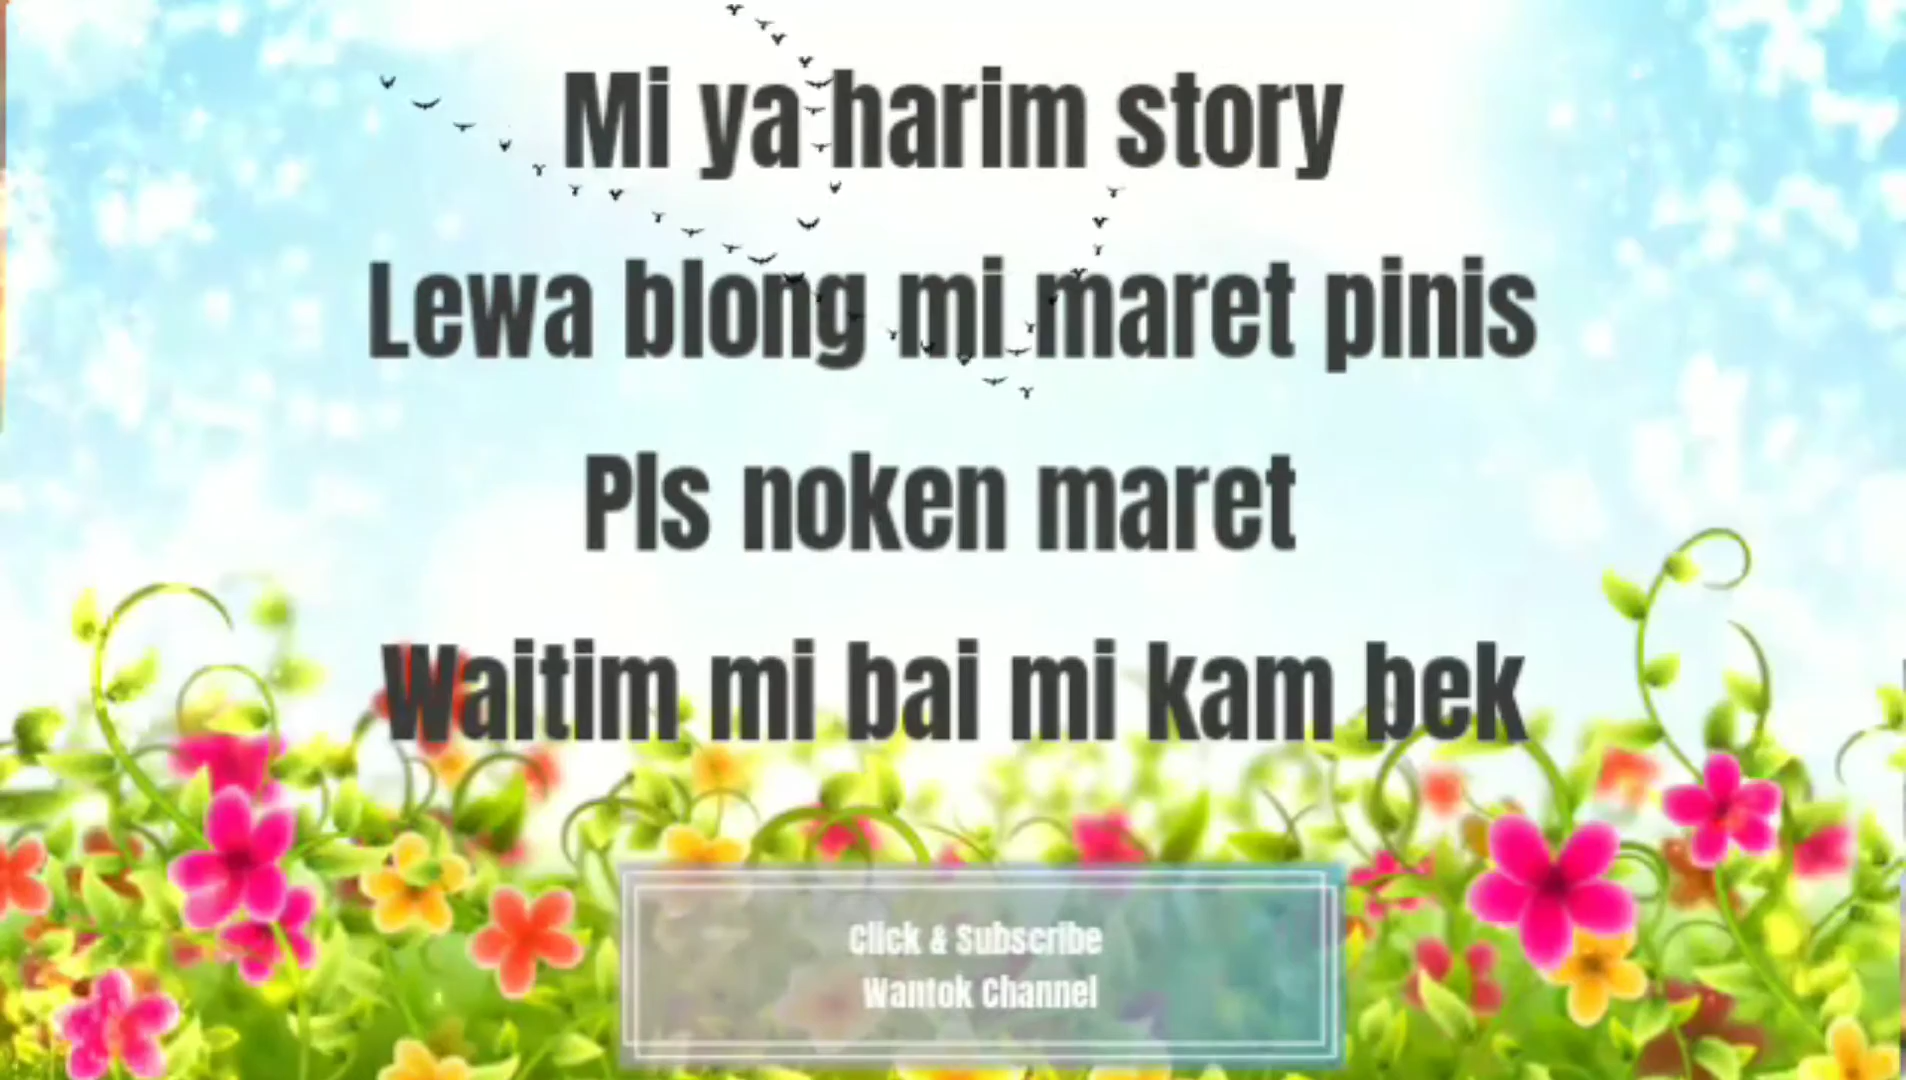 Mi ya harim story
Lewa blong mi maret pinis
Pls noken maret
Waitim mi bai mi kam bek
Click & Subscribe
Wantok Channel